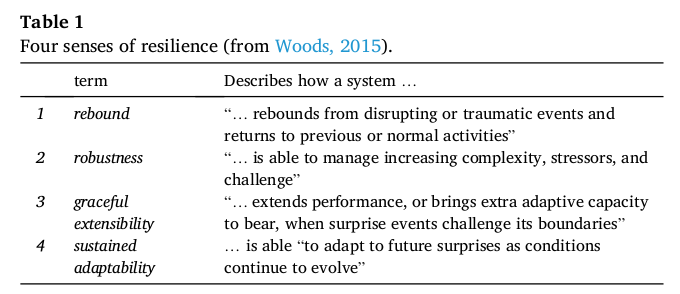 Table 1
Four senses of resilience (from Woods, 2015).
term Describes how a system …
1 rebound “… rebounds from disrupting or traumatic events and
returns to previous or normal activities”
2 robustness “… is able to manage increasing complexity, stressors, and
challenge”
3 graceful “… extends performance, or brings extra adaptive capacity
extensibility to bear, when surprise events challenge its boundaries”
4 sustained … is able “to adapt to future surprises as conditions
adaptability continue to evolve”